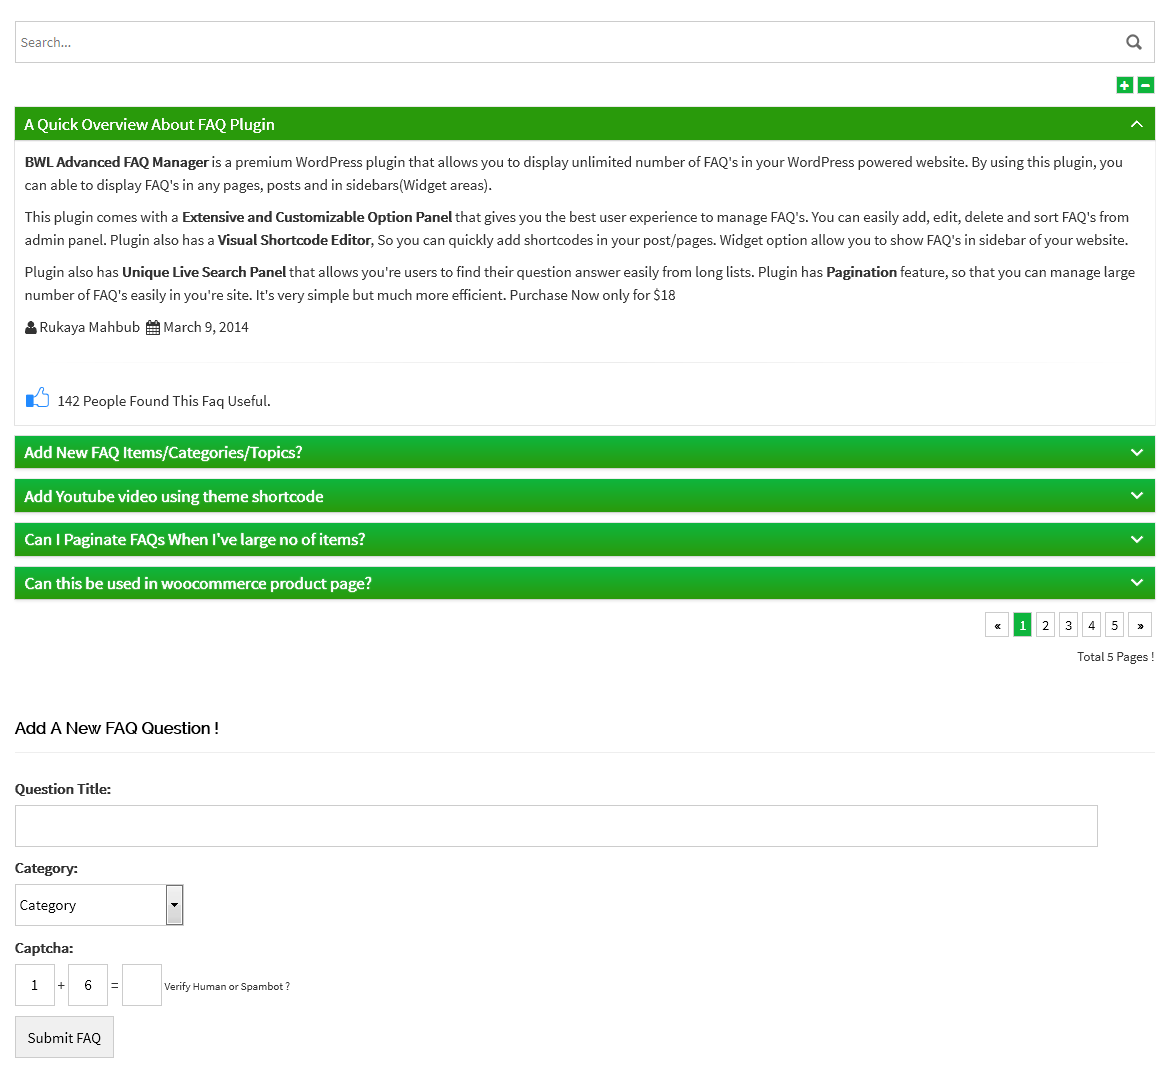 Search...
A Quick Overview About FAQ Plugin
BWL Advanced FAQ Manager is a premium WordPress plugin that allows you to display unlimited number of FAQ's in your WordPress powered website. By using this plugin, you
can able to display FAQ's in any pages, posts and in sidebars(Widget areas).
This plugin comes with a Extensive and Customizable Option Panel that gives you the best user experience to manage FAQ's. You can easily add, edit, delete and sort FAQ's from
admin panel. Plugin also has a Visual Shortcode Editor, So you can quickly add shortcodes in your post/pages. Widget option allow you to show FAQ's in sidebar of your website.
Plugin also has Unique Live Search Panel that allows you're users to find their question answer easily from long lists. Plugin has Pagination feature, so that you can manage large
number of FAQ's easily in you're site. It's very simple but much more efficient. Purchase Now only for $18
Rukaya Mahbub March 9, 2014
142 People Found This Faq Useful.
Add New FAQ Items/Categories/Topics?
Add Youtube video using theme shortcode
Can I Paginate FAQs When I've large no of items?
Can this be used in woocommerce product page?
« 1 2 3 4 5 »
Total 5 Pages !
Add A New FAQ Question !
Question Title:
Category:
Category
Captcha:
1 + 6 = Verify Human or Spambot ?
Submit FAQ